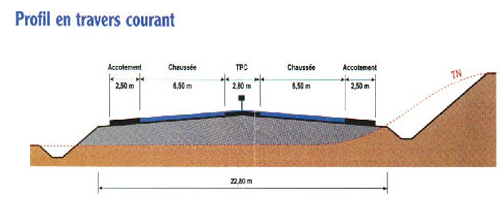 Profil en travers courant
Accotement Chaussée TPC Chaussée Accotement
2,50 m 6,50 m 2,80 m 6,50 m 2,50 m
TN
22,80 m